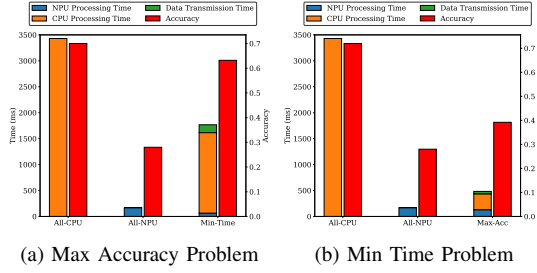 NPU Processing Time
Data Transmission Time
CPU Processing Time
Accuracy
NPU Processing Time
Data Transmission Time
CPU Processing Time
Accuracy
3500
3000
2500
2000
1500
1000
500
0
Time (ms)
0.7
0.6
0.5
0.4
0.3
0.2
0.1
0.0
Accuracy
All-CPU
All-NPU
Min-Time
3500
3000
2500
2000
1500
1000
500
0
Time (ms)
0.7
0.6
0.5
0.4
0.3
0.2
0.1
0.0
Accuracy
All-CPU
All-NPU
Max-Acc
(a) Max Accuracy Problem
(b) Min Time Problem